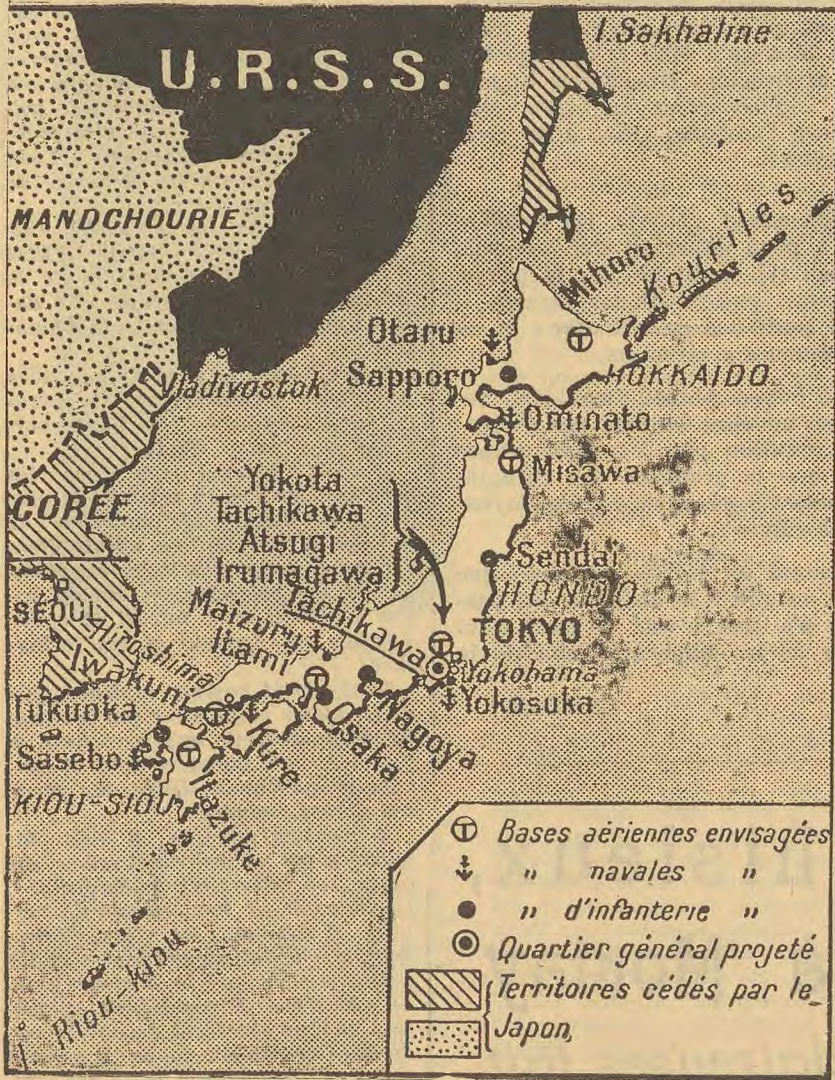 I. Sakhaline
U.R.S.S.
MANDCHOURIE
Kouriles
Mihoro
Otaru
Sapporo
HOKKAIDO
Vladivostok
Ominato
Misawa
Yokota
Tachikawa
Atsugi
Irumagawa
CORÉE
Sendai
HONDO
Tachikawa
Maizuru
Itami
SÉOUL
Hiroshima
Iwakuni
TOKYO
Yokohama
Yokosuka
Fukuoka
Sasebo
Kure
Osaka
Nagoya
KIOU-SIOU
Itazuke
Î. Riou-kiou
Bases aériennes envisagées
" navales "
" d'infanterie "
Quartier général projeté
Territoires cédés par le
Japon